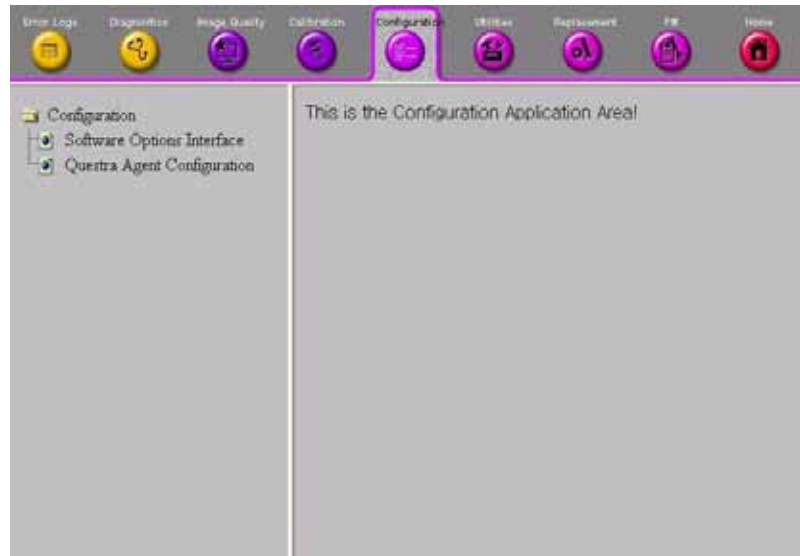 Error Logs
Diagnostics
Image Quality
Calibration
Configuration
Utilities
Replacement
PM
Home
Configuration
Software Options Interface
Questra Agent Configuration
This is the Configuration Application Area!